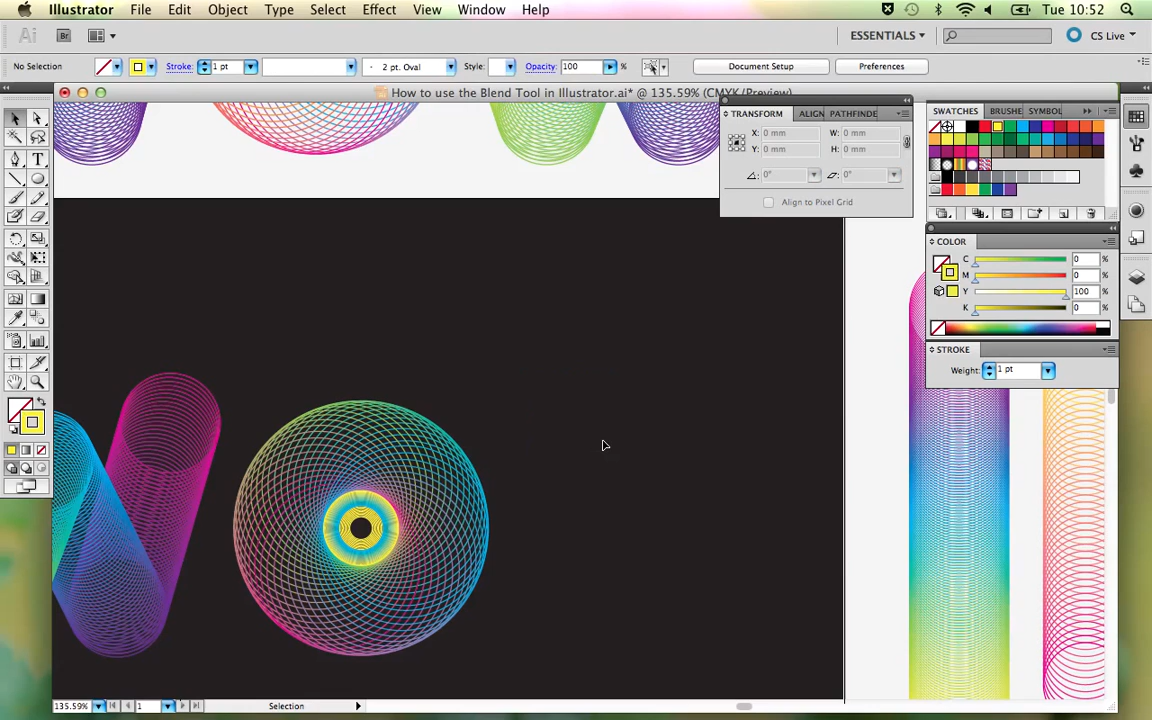 Illustrator File Edit Object Type Select Effect View Window Help Tue 10:52
Ai Br ESSENTIALS CS Live
No Selection Stroke: 1 pt 2 pt. Oval Style: Opacity: 100 % Document Setup Preferences
How to use the Blend Tool in Illustrator.ai* @ 135.59% (CMYK/Preview)
TRANSFORM ALIGN PATHFINDE
X: 0 mm W: 0 mm
Y: 0 mm H: 0 mm
0° 0°
Align to Pixel Grid
SWATCHES BRUSHE SYMBOL
COLOR
C 0 %
M 0 %
Y 100 %
K 0 %
STROKE
Weight: 1 pt
T
135.59% 1 Selection